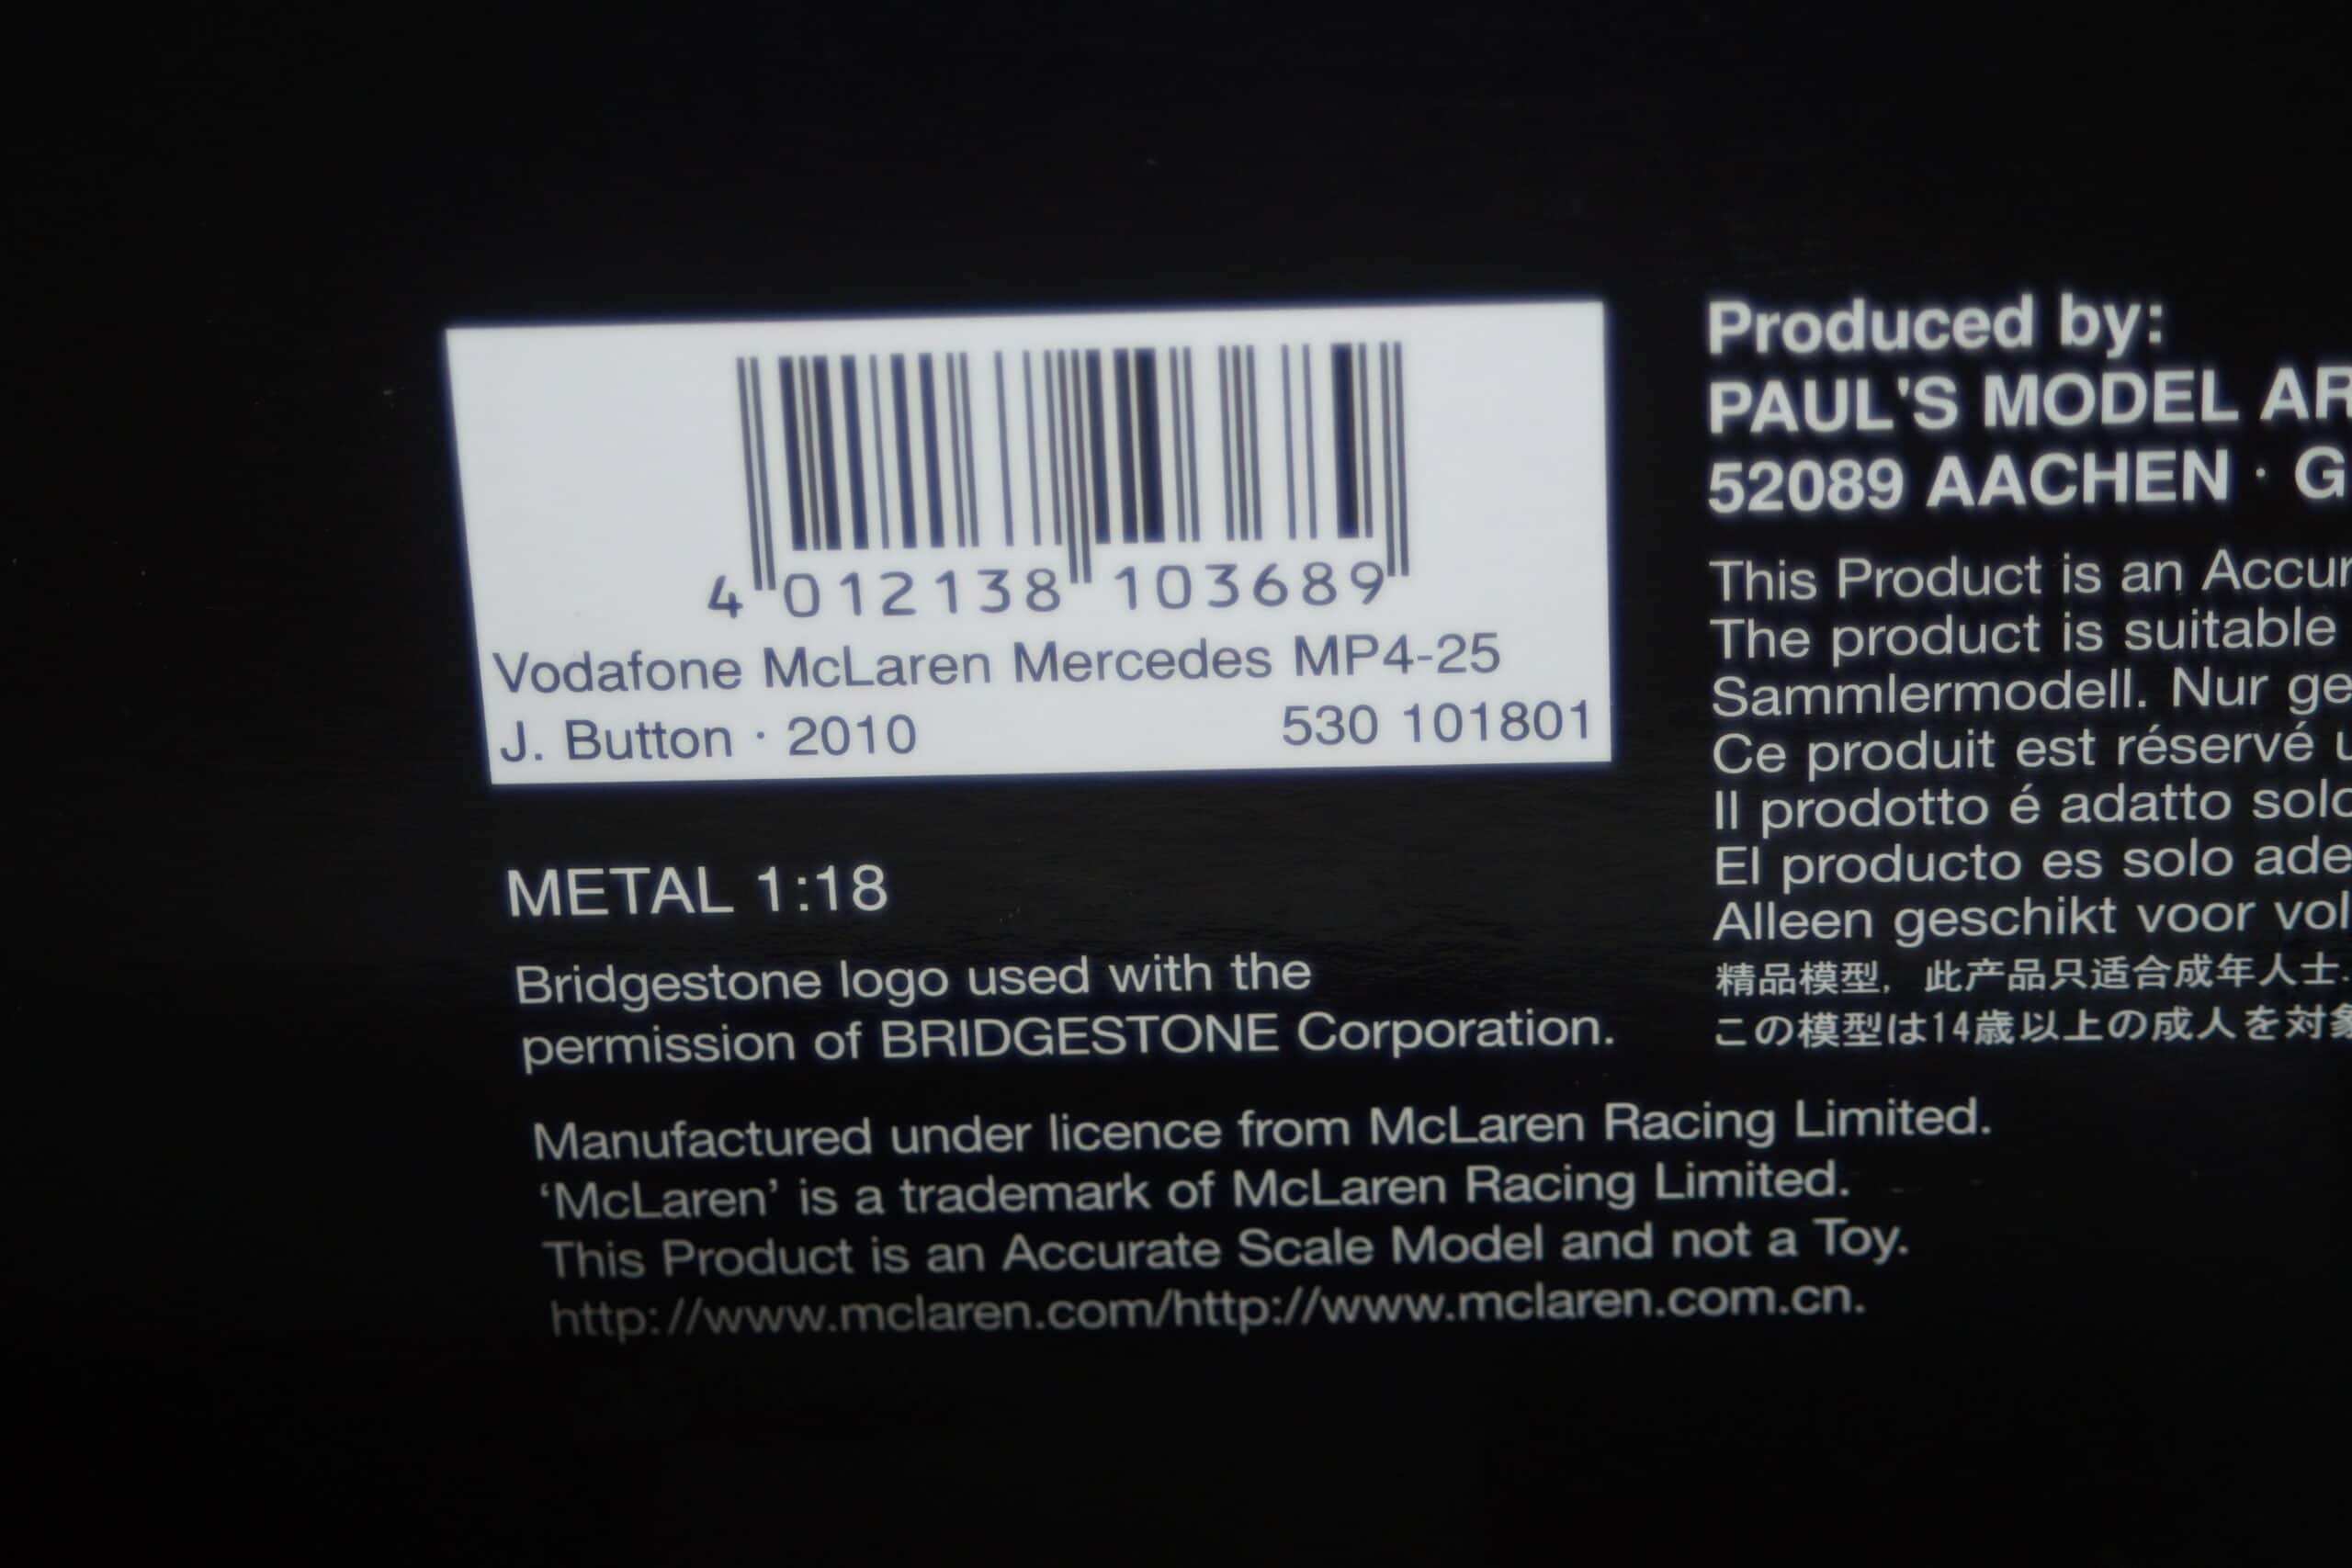 4 012138 103689
Vodafone McLaren Mercedes MP4-25
J. Button · 2010 530 101801
METAL 1:18
Bridgestone logo used with the
permission of BRIDGESTONE Corporation.
Manufactured under licence from McLaren Racing Limited.
‘McLaren’ is a trademark of McLaren Racing Limited.
This Product is an Accurate Scale Model and not a Toy.
http://www.mclaren.com/http://www.mclaren.com.cn.
Produced by:
PAUL'S MODEL AR
52089 AACHEN · G
This Product is an Accur
The product is suitable
Sammlermodell. Nur ge
Ce produit est réservé u
Il prodotto é adatto solo
El producto es solo ade
Alleen geschikt voor vol
精品模型, 此产品只适合成年人士.
この模型は14歳以上の成人を対象